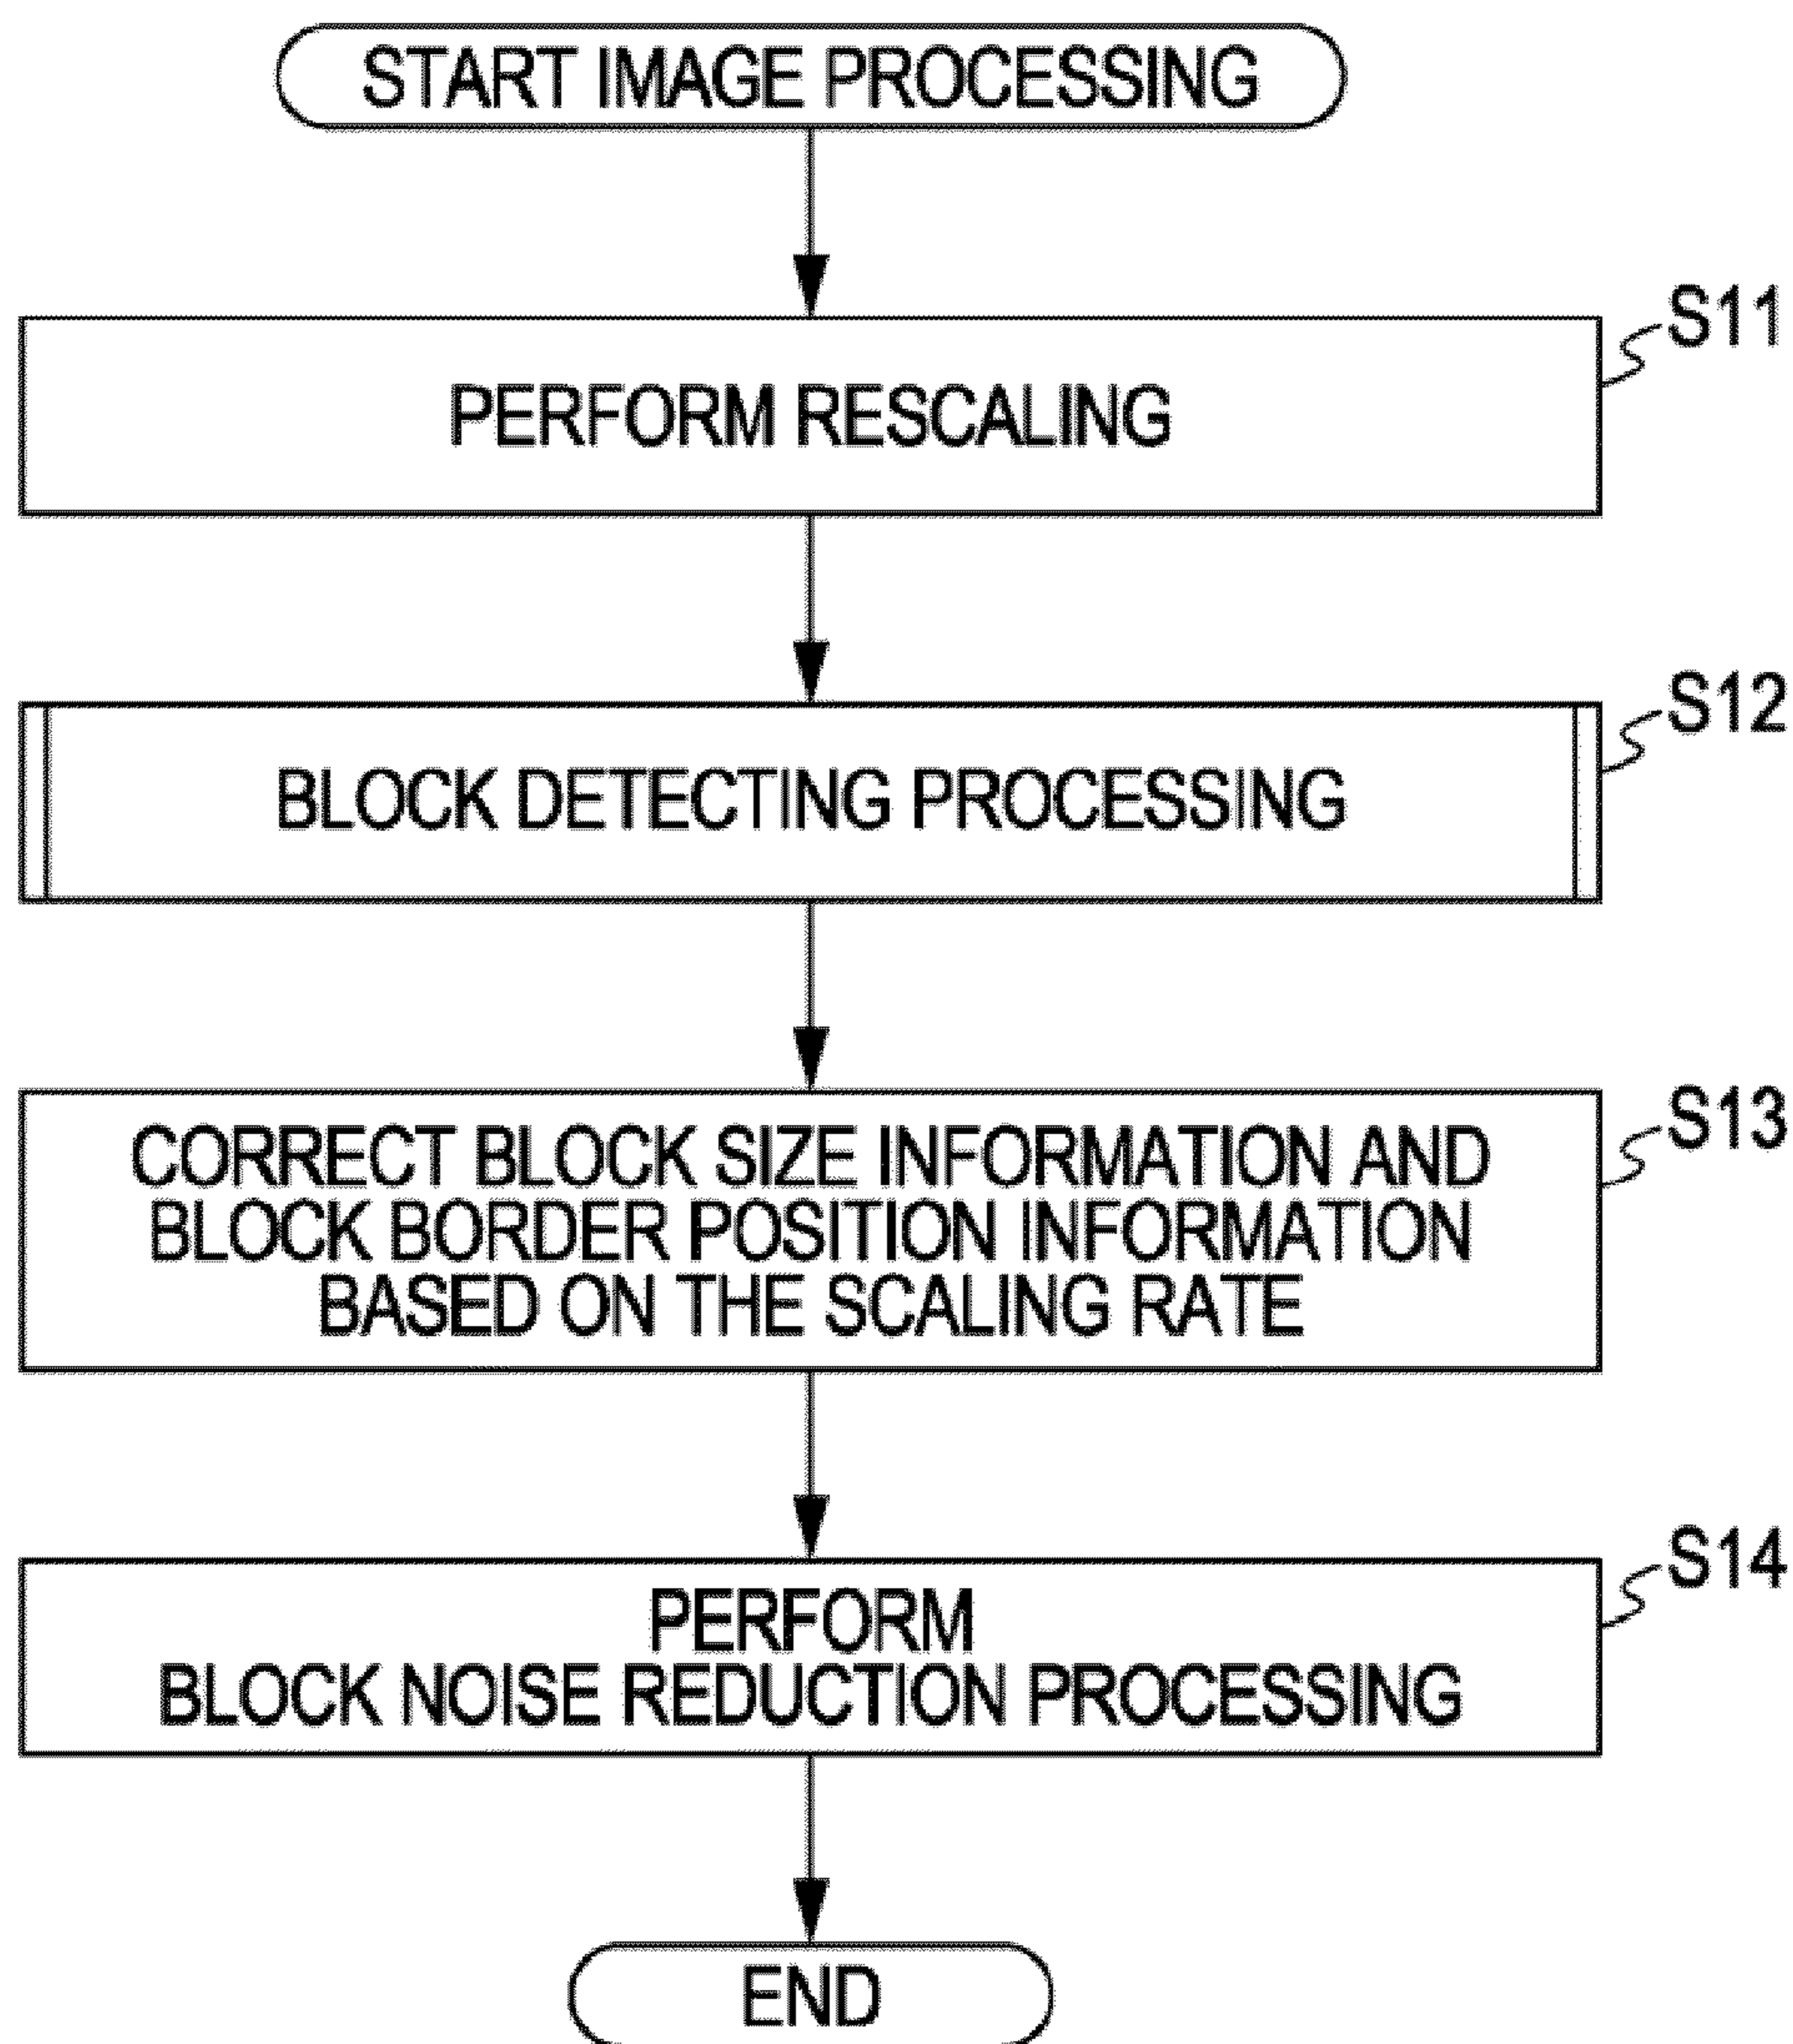 START IMAGE PROCESSING
S11
PERFORM RESCALING
S12
BLOCK DETECTING PROCESSING
S13
CORRECT BLOCK SIZE INFORMATION AND
BLOCK BORDER POSITION INFORMATION
BASED ON THE SCALING RATE
S14
PERFORM
BLOCK NOISE REDUCTION PROCESSING
END